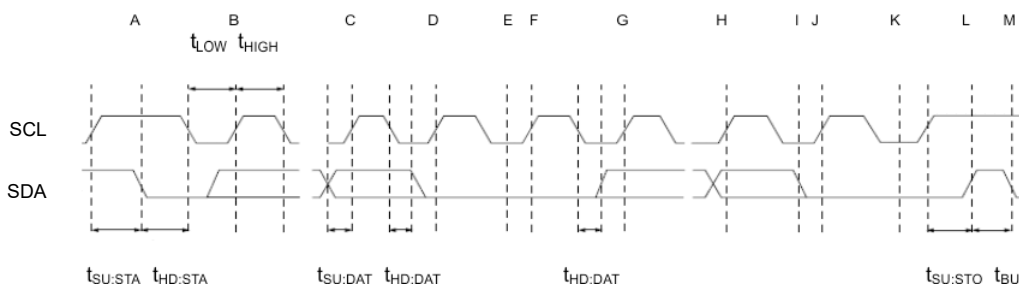 A B C D E F G H I J K L M
tLOW tHIGH
SCL
SDA
tSU:STA tHD:STA tSU:DAT tHD:DAT tHD:DAT tSU:STO tBU